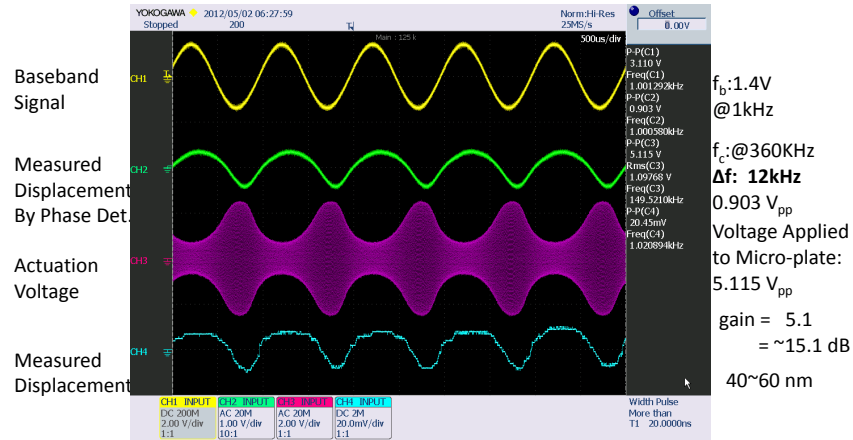 YOKOGAWA 2012/05/02 06:27:59 Norm:Hi-Res
Stopped 200 25MS/s
Offset
0.00V
Main : 125 k
500us/div
Baseband
Signal
Measured
Displacement
By Phase Det.
Actuation
Voltage
Measured
Displacement
CH1
CH2
CH3
CH4
P-P(C1)
3.110 V
Freq(C1)
1.001292kHz
P-P(C2)
0.903 V
Freq(C2)
1.000580kHz
P-P(C3)
5.115 V
Rms(C3)
1.09768 V
Freq(C3)
149.5210kHz
P-P(C4)
20.45mV
Freq(C4)
1.020894kHz
fb:1.4V
@1kHz
fc:@360KHz
Δf: 12kHz
0.903 Vpp
Voltage Applied
to Micro-plate:
5.115 Vpp
gain = 5.1
= ~15.1 dB
40~60 nm
CH1 INPUT
DC 200M
2.00 V/div
1:1
CH2 INPUT
AC 20M
1.00 V/div
10:1
CH3 INPUT
AC 20M
2.00 V/div
1:1
CH4 INPUT
DC 2M
20.0mV/div
1:1
Width Pulse
More than
T1 20.0000ns